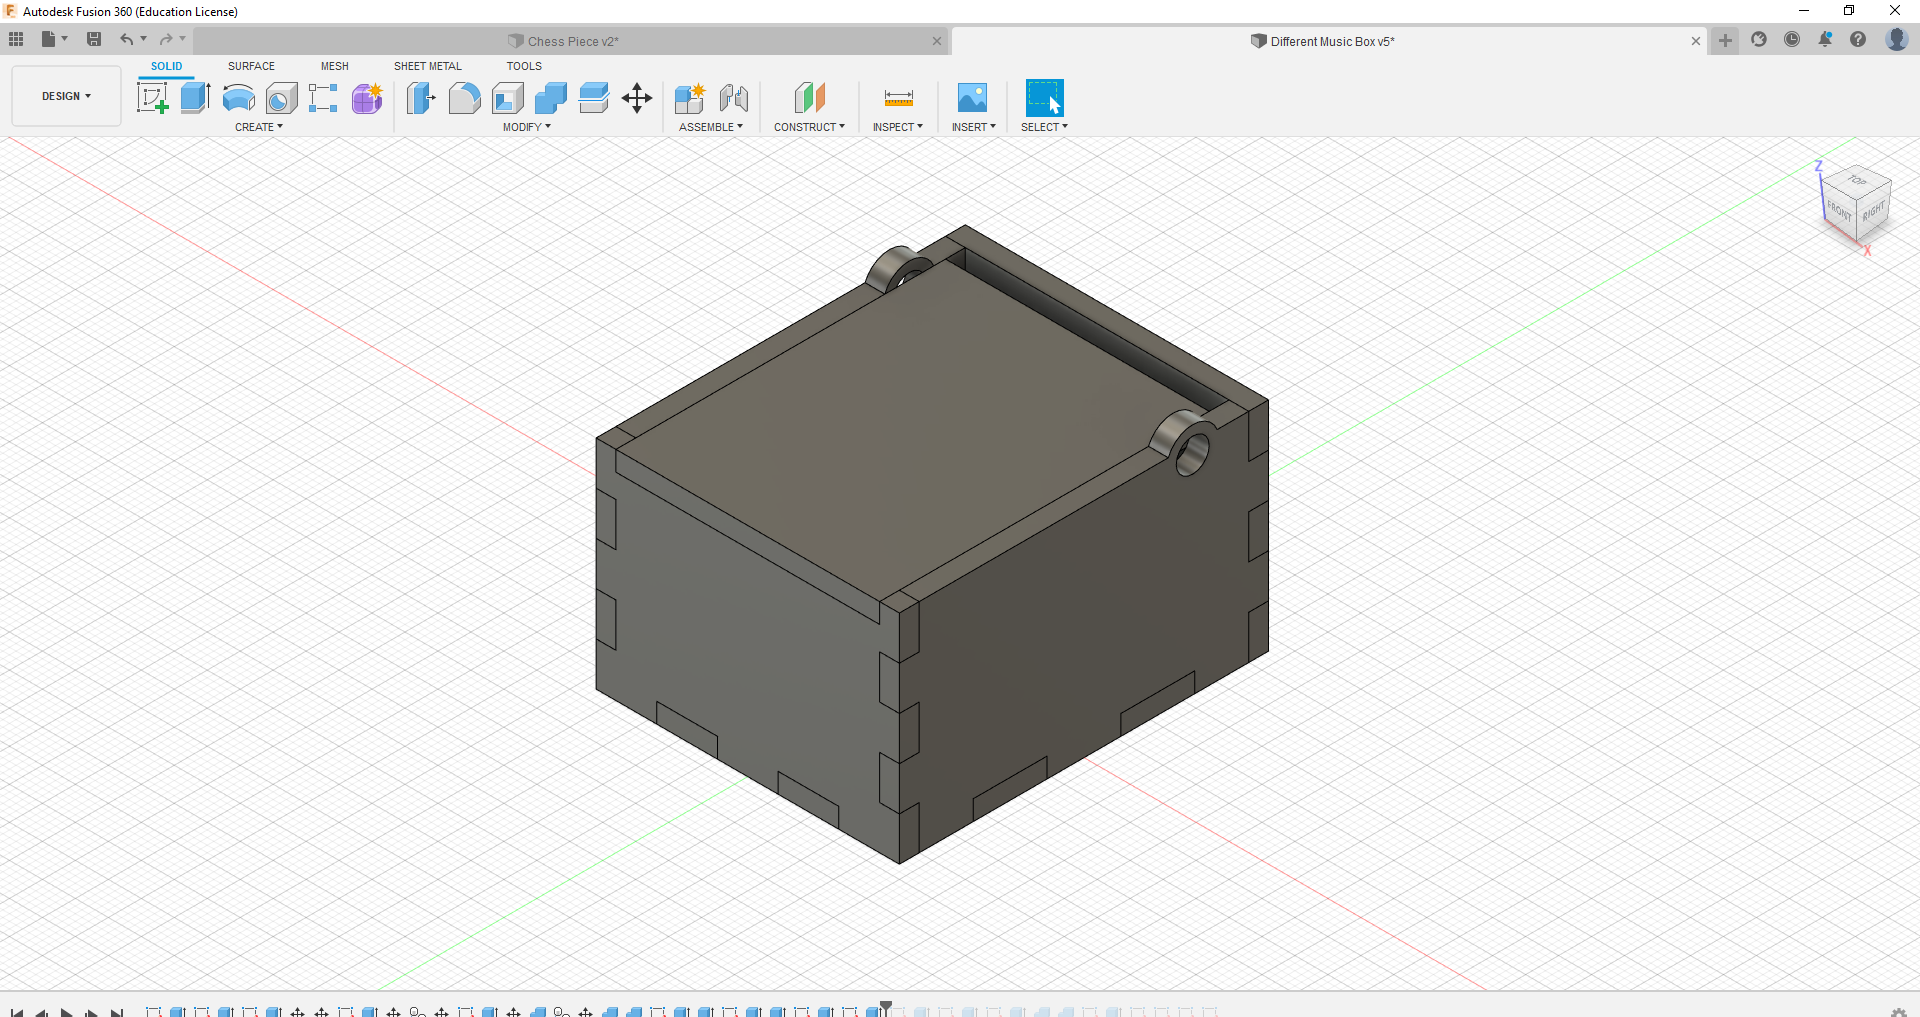 Autodesk Fusion 360 (Education License)
Chess Piece v2*
Different Music Box v5*
SOLID SURFACE MESH SHEET METAL TOOLS
DESIGN
CREATE MODIFY ASSEMBLE CONSTRUCT INSPECT INSERT SELECT
Z
TOP
FRONT RIGHT
X